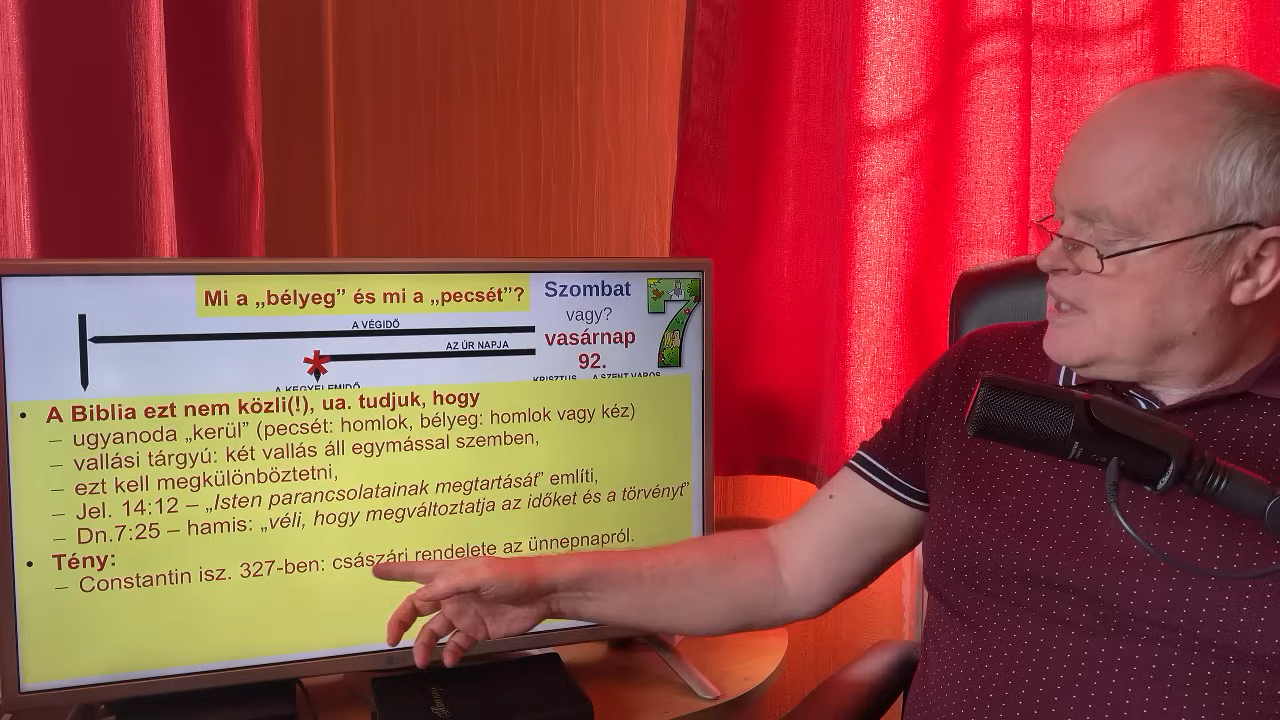 Mi a „bélyeg” és mi a „pecsét”?
Szombat
vagy?
vasárnap
92.
A VÉGIDŐ
AZ ÚR NAPJA
A KEGYELEMIDŐ
KRISZTUS
A SZENT VÁROS
• A Biblia ezt nem közli(!), ua. tudjuk, hogy
– ugyanoda „kerül” (pecsét: homlok, bélyeg: homlok vagy kéz)
– vallási tárgyú: két vallás áll egymással szemben,
– ezt kell megkülönböztetni,
– Jel. 14:12 – „Isten parancsolatainak megtartását” említi,
– Dn.7:25 – hamis: „véli, hogy megváltoztatja az időket és a törvényt”
• Tény:
– Constantin isz. 327-ben: császári rendelete az ünnepnapról.